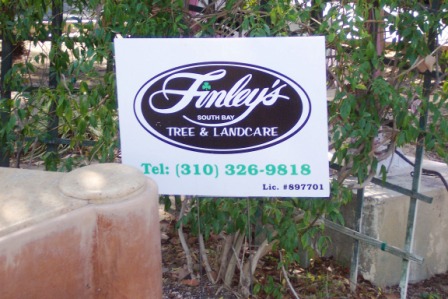 Finley's
SOUTH BAY
TREE & LANDCARE
Tel: (310) 326-9818
Lic. #897701